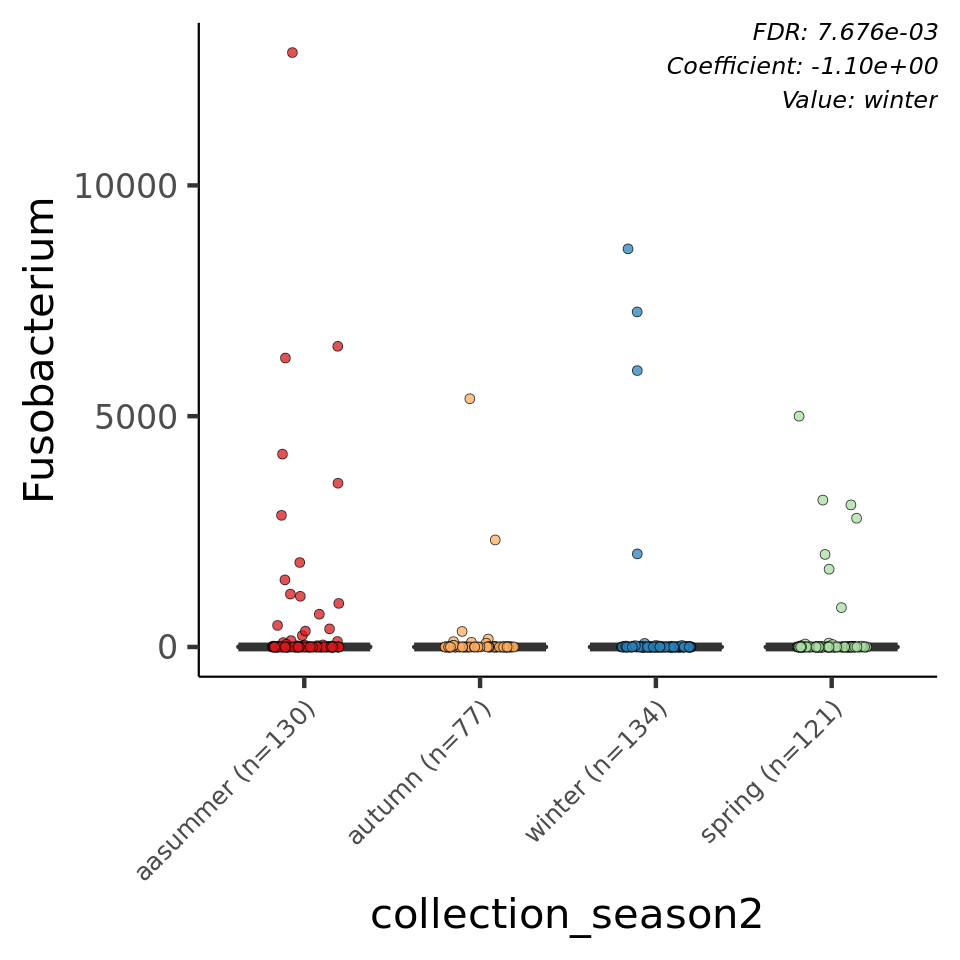 FDR: 7.676e-03
Coefficient: -1.10e+00
Value: winter
Fusobacterium
10000
5000
0
aasummer (n=130)
autumn (n=77)
winter (n=134)
spring (n=121)
collection_season2